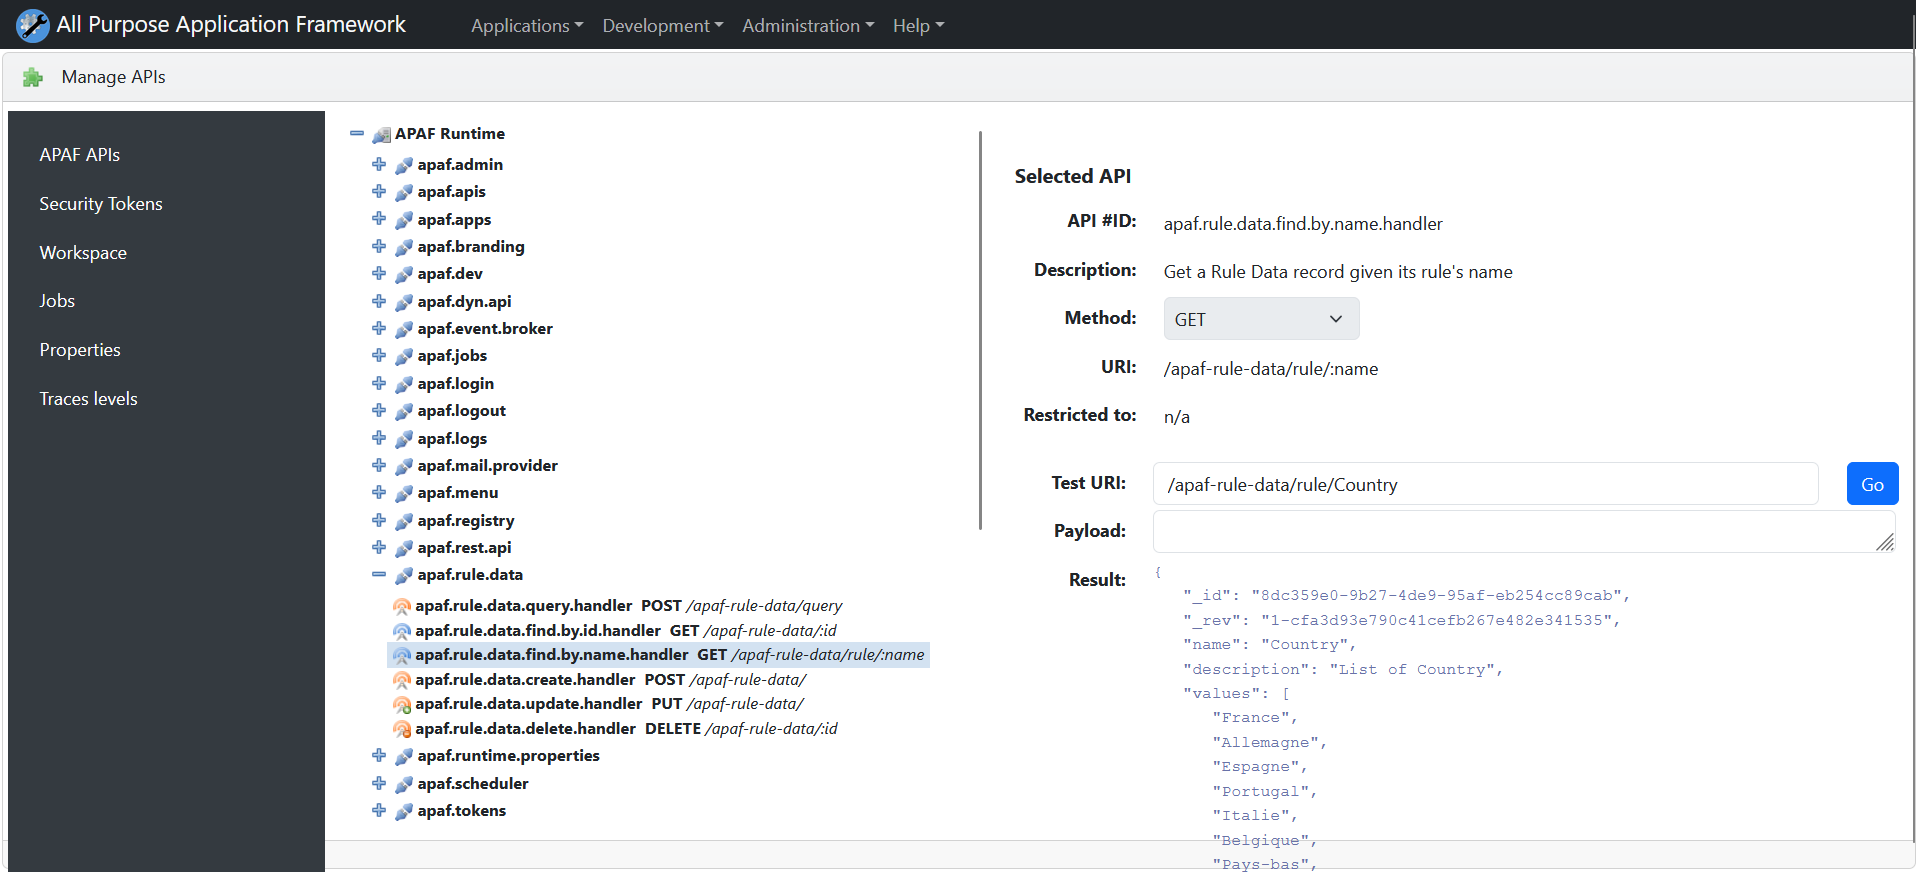 All Purpose Application Framework Applications Development Administration Help
Manage APIs
APAF APIs
Security Tokens
Workspace
Jobs
Properties
Traces levels
APAF Runtime
apaf.admin
apaf.apis
apaf.apps
apaf.branding
apaf.dev
apaf.dyn.api
apaf.event.broker
apaf.jobs
apaf.login
apaf.logout
apaf.logs
apaf.mail.provider
apaf.menu
apaf.registry
apaf.rest.api
apaf.rule.data
apaf.rule.data.query.handler POST /apaf-rule-data/query
apaf.rule.data.find.by.id.handler GET /apaf-rule-data/:id
apaf.rule.data.find.by.name.handler GET /apaf-rule-data/rule/:name
apaf.rule.data.create.handler POST /apaf-rule-data/
apaf.rule.data.update.handler PUT /apaf-rule-data/
apaf.rule.data.delete.handler DELETE /apaf-rule-data/:id
apaf.runtime.properties
apaf.scheduler
apaf.tokens
Selected API
API #ID: apaf.rule.data.find.by.name.handler
Description: Get a Rule Data record given its rule's name
Method: GET
URI: /apaf-rule-data/rule/:name
Restricted to: n/a
Test URI: /apaf-rule-data/rule/Country Go
Payload:
Result: {
"_id": "8dc359e0-9b27-4de9-95af-eb254cc89cab",
"_rev": "1-cfa3d93e790c41cefb267e482e341535",
"name": "Country",
"description": "List of Country",
"values": [
"France",
"Allemagne",
"Espagne",
"Portugal",
"Italie",
"Belgique",
"Pays-bas",